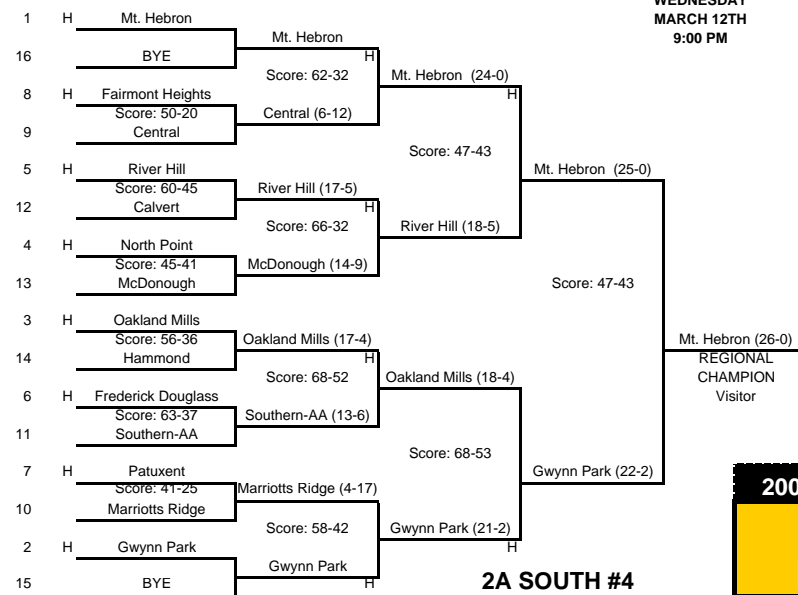 WEDNESDAY
MARCH 12TH
9:00 PM
1 H Mt. Hebron
Mt. Hebron
16 BYE H
Score: 62-32
Mt. Hebron (24-0)
8 H Fairmont Heights H
Score: 50-20
Central (6-12)
9 Central
Score: 47-43
5 H River Hill
Mt. Hebron (25-0)
Score: 60-45
River Hill (17-5)
12 Calvert H
Score: 66-32
River Hill (18-5)
4 H North Point
Score: 45-41
McDonough (14-9)
13 McDonough
Score: 47-43
3 H Oakland Mills
Score: 56-36
Oakland Mills (17-4)
Mt. Hebron (26-0)
14 Hammond H
REGIONAL
CHAMPION
Visitor
Score: 68-52
Oakland Mills (18-4)
6 H Frederick Douglass
Score: 63-37
Southern-AA (13-6)
11 Southern-AA
Score: 68-53
7 H Patuxent
Gwynn Park (22-2)
Score: 41-25
Marriotts Ridge (4-17)
200
10 Marriotts Ridge
Score: 58-42
Gwynn Park (21-2)
2 H Gwynn Park H
Gwynn Park
15 BYE H
2A SOUTH #4